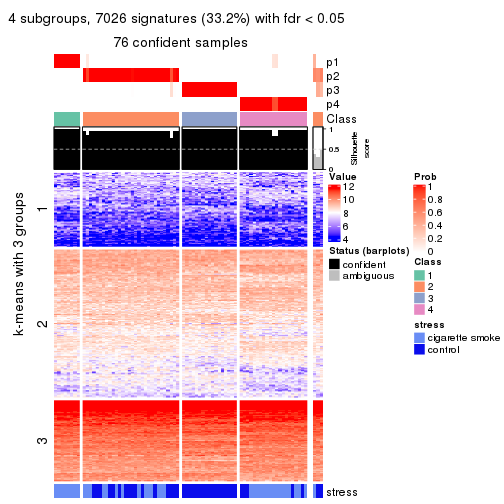 4 subgroups, 7026 signatures (33.2%) with fdr < 0.05
76 confident samples
p1
p2
p3
p4
Class
1
0.5
0
Silhouette
score
k-means with 3 groups
1
2
3
stress
Value
12
10
8
6
4
Status (barplots)
confident
ambiguous
Prob
1
0.8
0.6
0.4
0.2
0
Class
1
2
3
4
stress
cigarette smoke
control